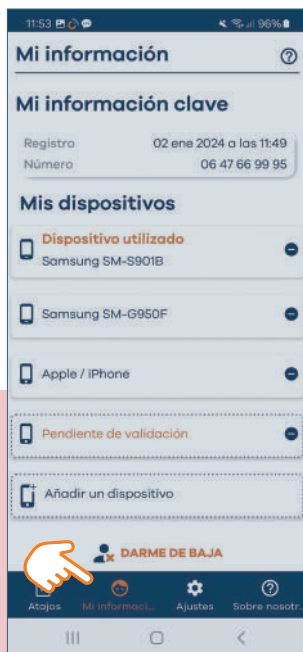 11:53
96%
Mi información
Mi información clave
Registro 02 ene 2024 a las 11:49
Número 06 47 66 99 95
Mis dispositivos
Dispositivo utilizado
Samsung SM-S901B
Samsung SM-G950F
Apple / iPhone
Pendiente de validación
Añadir un dispositivo
DARME DE BAJA
Atajos Mi informaci... Ajustes Sobre nosotr...